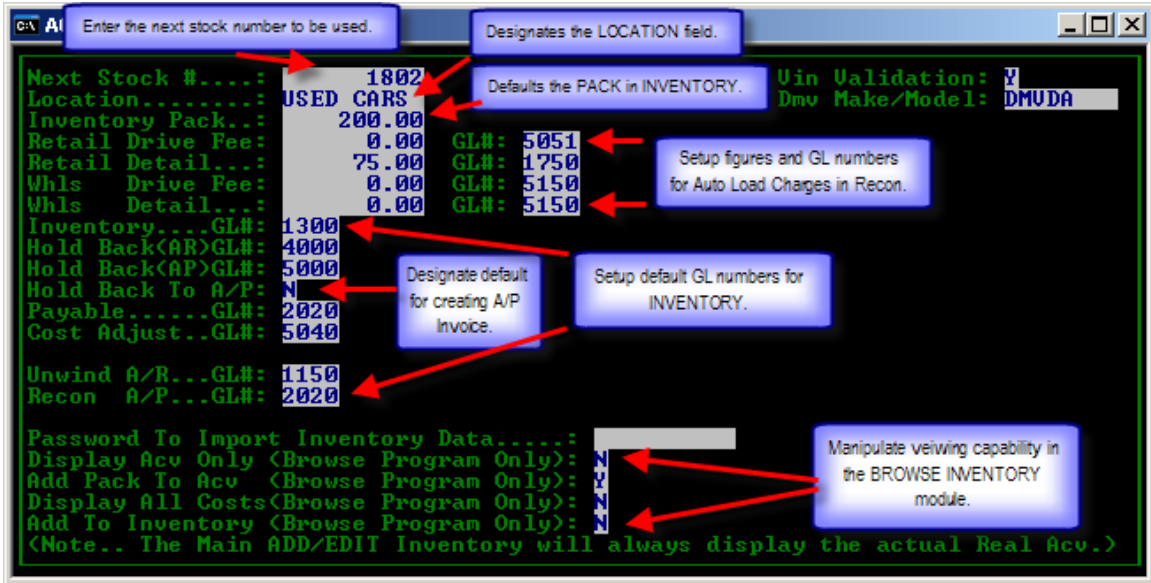 A
Enter the next stock number to be used.
Designates the LOCATION field.
Next Stock #....: 1802
Defaults the PACK in INVENTORY.
Vin Validation: Y
Location.........: USED CARS
Dmv Make/Model: DMVDA
Inventory Pack..: 200.00
Retail Drive Fee: 0.00 GL#: 5051
Retail Detail...: 75.00 GL#: 1750
Whls Drive Fee: 0.00 GL#: 5150
Whls Detail...: 0.00 GL#: 5150
Setup figures and GL numbers
for Auto Load Charges in Recon.
Inventory....GL#: 1300
Hold Back(AR)GL#: 4000
Hold Back(AP)GL#: 5000
Hold Back To A/P: N
Payable......GL#: 2020
Cost Adjust..GL#: 5040
Designate default
for creating A/P
Invoice.
Setup default GL numbers for
INVENTORY.
Unwind A/R...GL#: 1150
Recon A/P...GL#: 2020
Password To Import Inventory Data.....:
Display Acv Only (Browse Program Only): N
Add Pack To Acv (Browse Program Only): Y
Display All Costs(Browse Program Only): N
Add To Inventory (Browse Program Only): N
Manipulate veiwing capability in
the BROWSE INVENTORY
module.
(Note.. The Main ADD/EDIT Inventory will always display the actual Real Acv.)